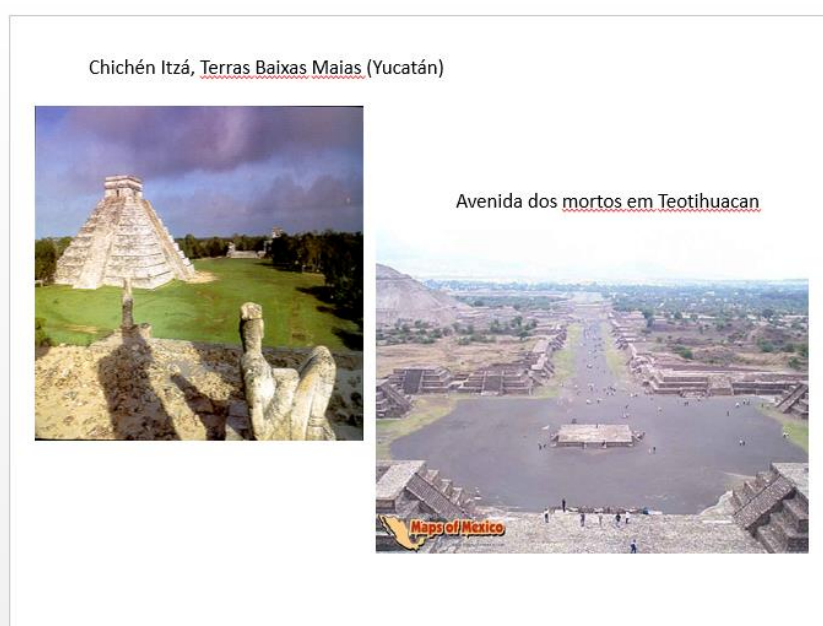 Chichén Itzá, Terras Baixas Maias (Yucatán)
Avenida dos mortos em Teotihuacan
Maps of Mexico